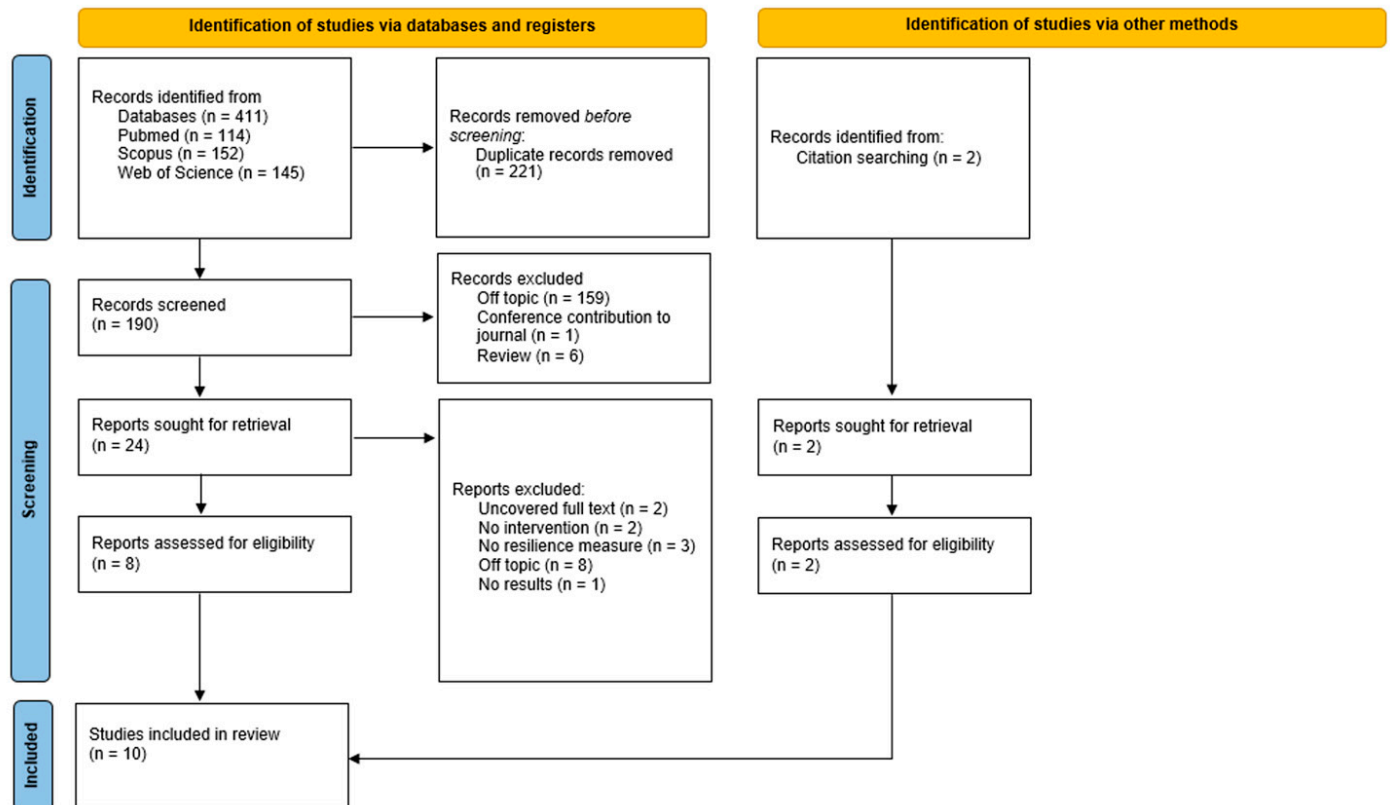 Identification of studies via databases and registers
Identification of studies via other methods
Identification
Records identified from
Databases (n = 411)
Pubmed (n = 114)
Scopus (n = 152)
Web of Science (n = 145)
Records removed before
screening:
Duplicate records removed
(n = 221)
Records identified from:
Citation searching (n = 2)
Screening
Records screened
(n = 190)
Records excluded
Off topic (n = 159)
Conference contribution to
journal (n = 1)
Review (n = 6)
Reports sought for retrieval
(n = 24)
Reports excluded:
Uncovered full text (n = 2)
No intervention (n = 2)
No resilience measure (n = 3)
Off topic (n = 8)
No results (n = 1)
Reports sought for retrieval
(n = 2)
Reports assessed for eligibility
(n = 8)
Reports assessed for eligibility
(n = 2)
Included
Studies included in review
(n = 10)